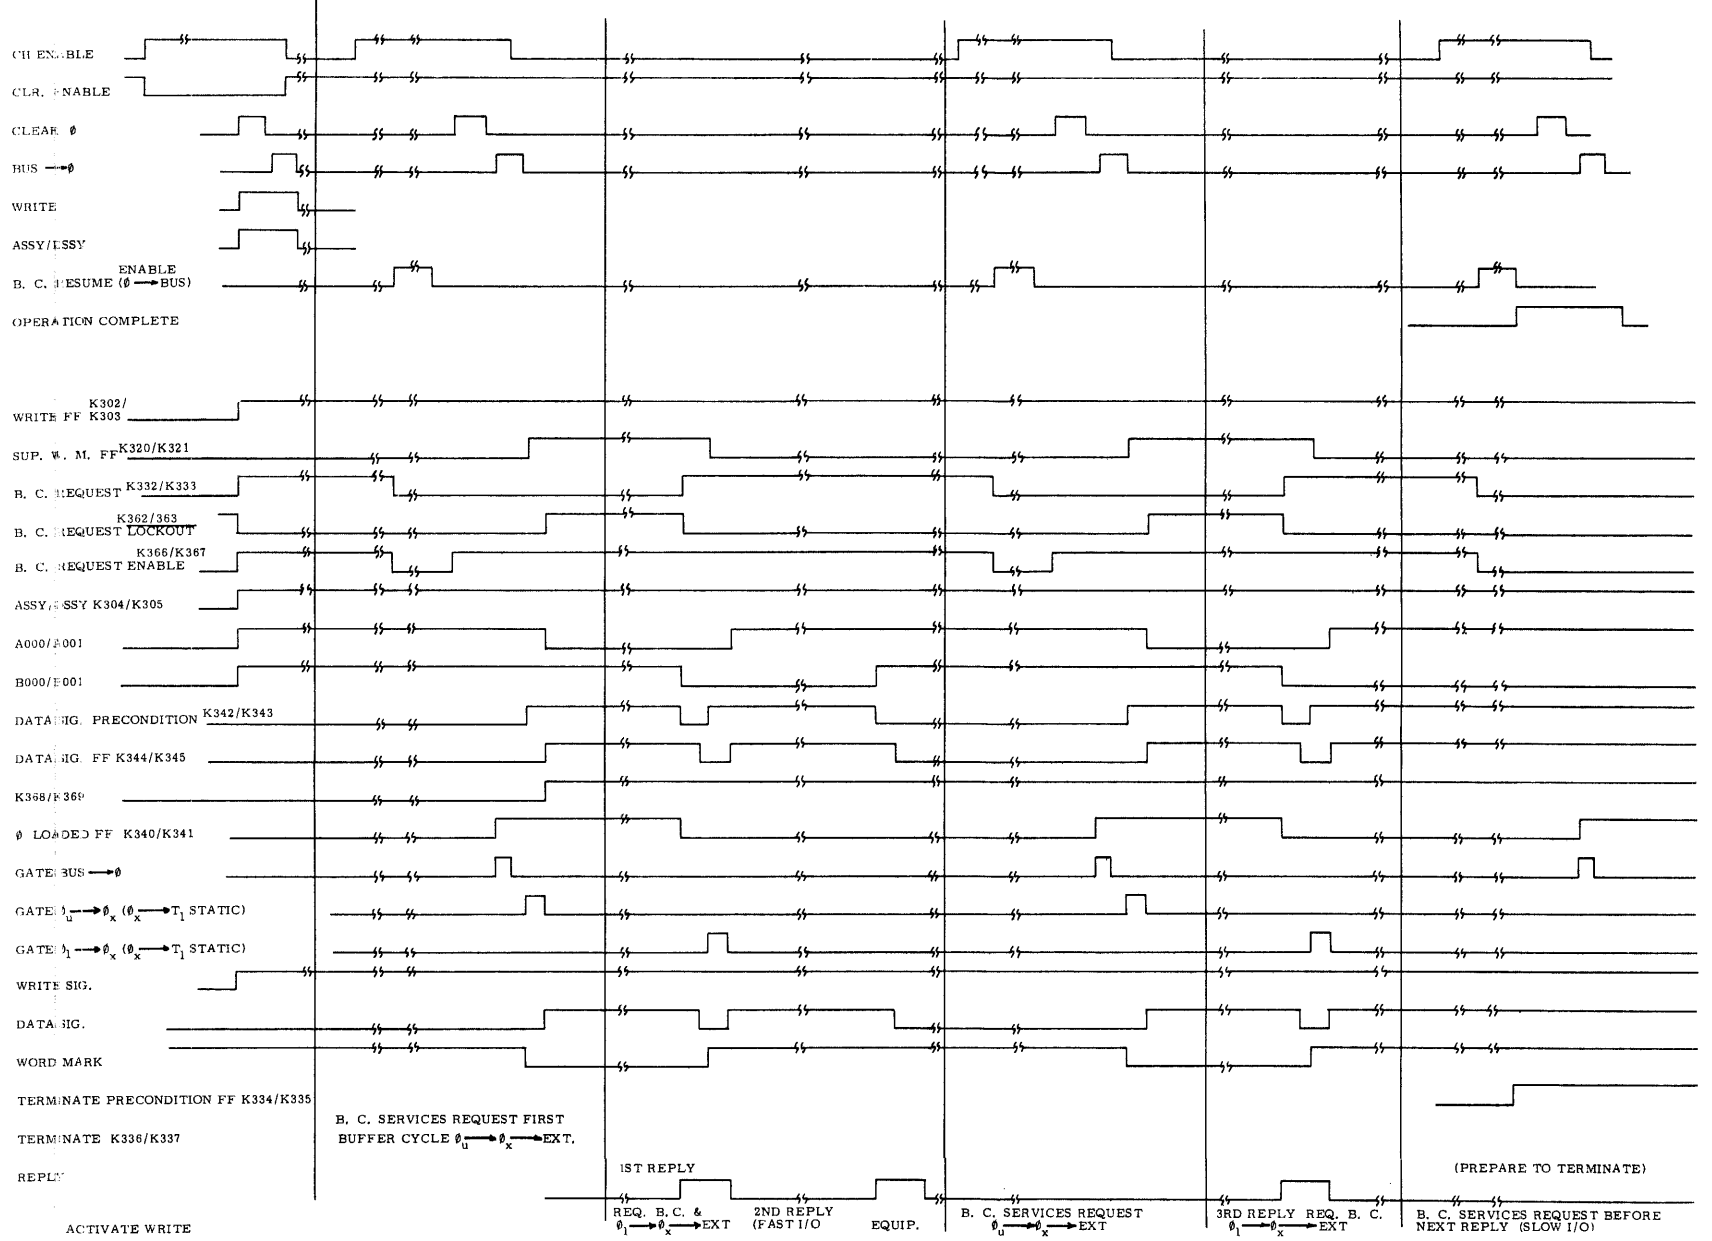 CH ENABLE
CLR. ENABLE
CLEAR Ø
BUS → Ø
WRITE
ASSY/DSSY
ENABLE
B. C. RESUME (Ø → BUS)
OPERATION COMPLETE
K302/
WRITE FF K303
SUP. W. M. FF K320/K321
B. C. REQUEST K332/K333
K362/363
B. C. REQUEST LOCKOUT
K366/K367
B. C. REQUEST ENABLE
ASSY/DSSY K304/K305
A000/A001
B000/B001
DATA SIG. PRECONDITION K342/K343
DATA SIG. FF K344/K345
K368/K369
Ø LOADED FF K340/K341
GATE BUS → Ø
GATE Øu → Øx (Øx → T1 STATIC)
GATE Ø1 → Øx (Øx → T1 STATIC)
WRITE SIG.
DATA SIG.
WORD MARK
TERMINATE PRECONDITION FF K334/K335
TERMINATE K336/K337
REPLY
ACTIVATE WRITE
B. C. SERVICES REQUEST FIRST
BUFFER CYCLE Øu → Øx → EXT.
1ST REPLY
REQ. B. C. &
Ø1 → Øx → EXT
2ND REPLY
(FAST I/O EQUIP.
B. C. SERVICES REQUEST
Øu → Øx → EXT
3RD REPLY REQ. B. C.
Ø1 → Øx → EXT
(PREPARE TO TERMINATE)
B. C. SERVICES REQUEST BEFORE
NEXT REPLY (SLOW I/O)